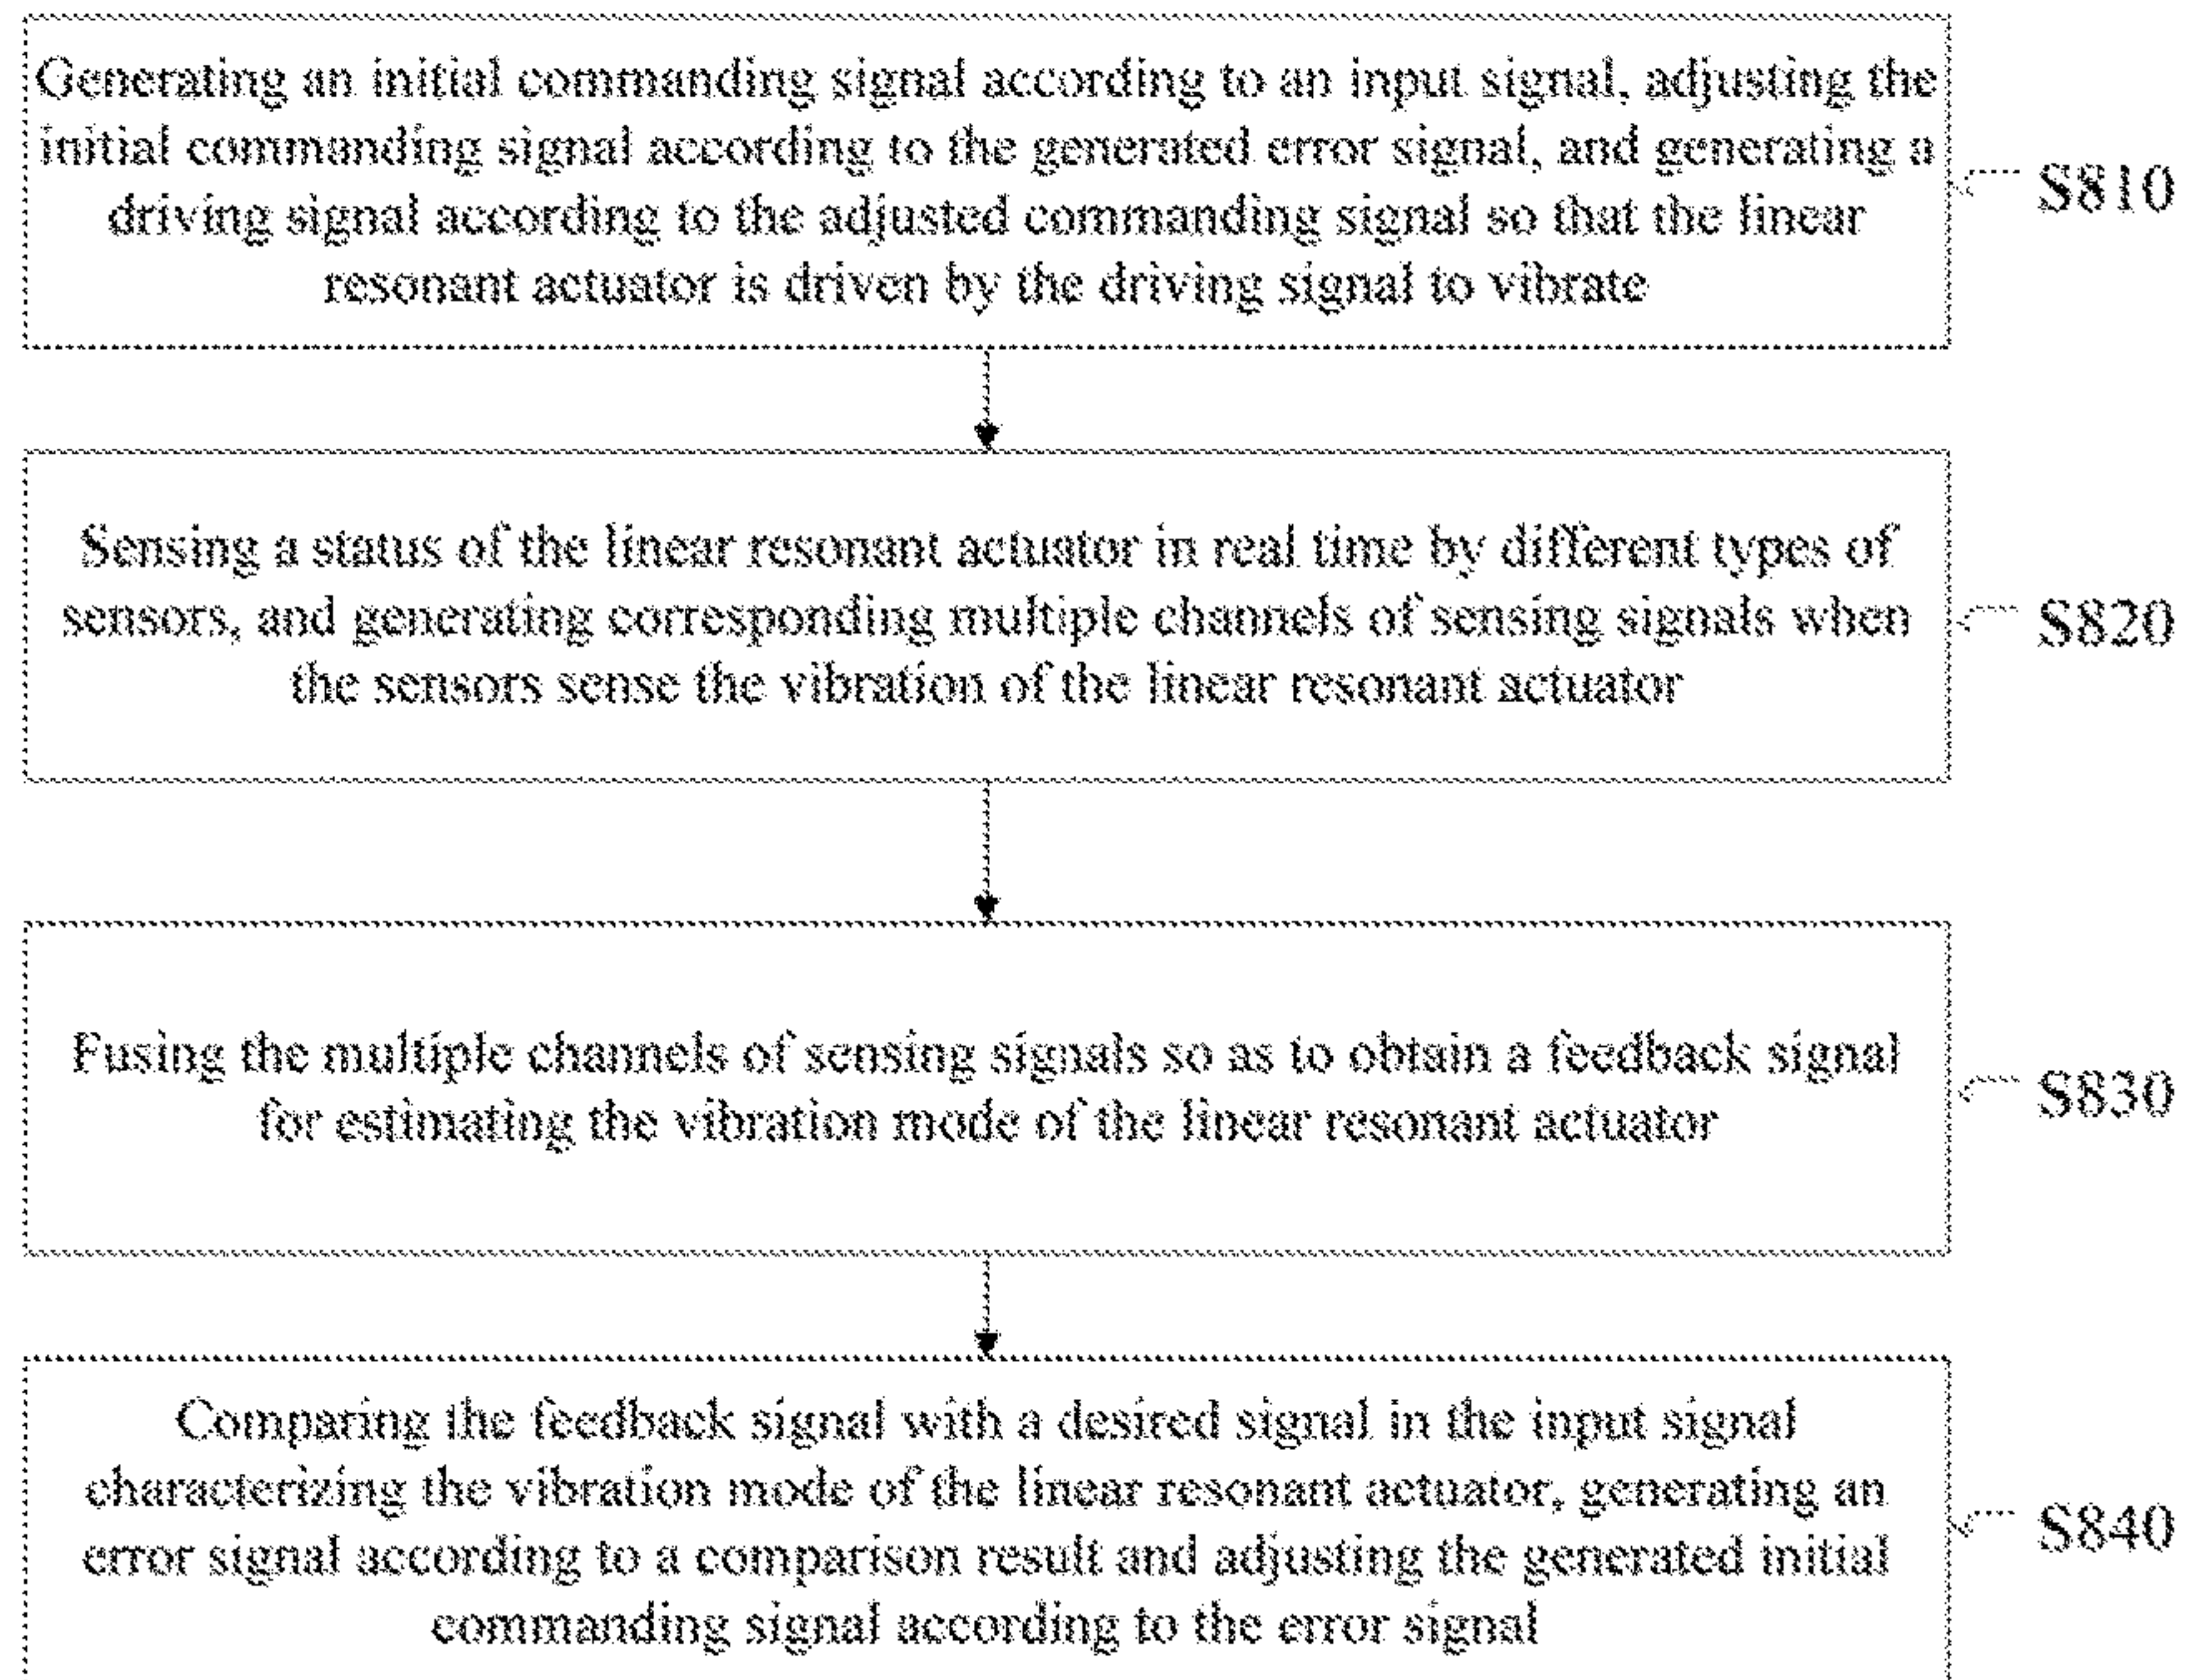 Generating an initial commanding signal according to an input signal, adjusting the
initial commanding signal according to the generated error signal, and generating a
driving signal according to the adjusted commanding signal so that the linear
resonant actuator is driven by the driving signal to vibrate
S810
Sensing a status of the linear resonant actuator in real time by different types of
sensors, and generating corresponding multiple channels of sensing signals when
the sensors sense the vibration of the linear resonant actuator
S820
Fusing the multiple channels of sensing signals so as to obtain a feedback signal
for estimating the vibration mode of the linear resonant actuator
S830
Comparing the feedback signal with a desired signal in the input signal
characterizing the vibration mode of the linear resonant actuator, generating an
error signal according to a comparison result and adjusting the generated initial
commanding signal according to the error signal
S840